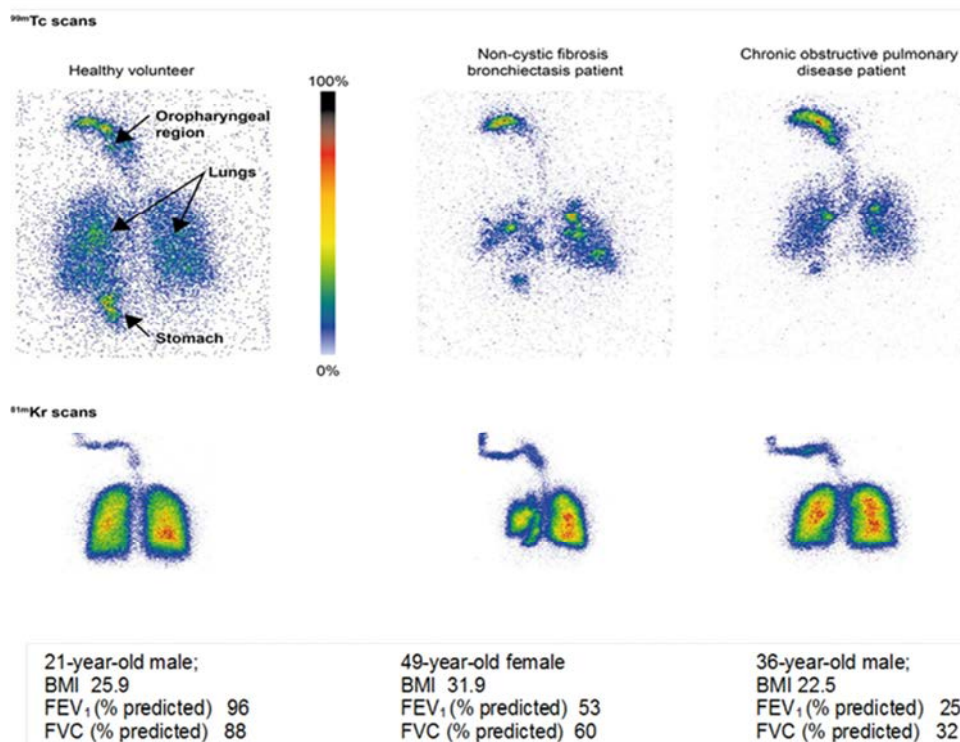 ⁹⁹ᵐTc scans
Healthy volunteer
Non-cystic fibrosis
bronchiectasis patient
Chronic obstructive pulmonary
disease patient
100%
Oropharyngeal
region
Lungs
Stomach
0%
⁸¹ᵐKr scans
21-year-old male;
BMI 25.9
FEV₁ (% predicted) 96
FVC (% predicted) 88
49-year-old female
BMI 31.9
FEV₁ (% predicted) 53
FVC (% predicted) 60
36-year-old male;
BMI 22.5
FEV₁ (% predicted) 25
FVC (% predicted) 32